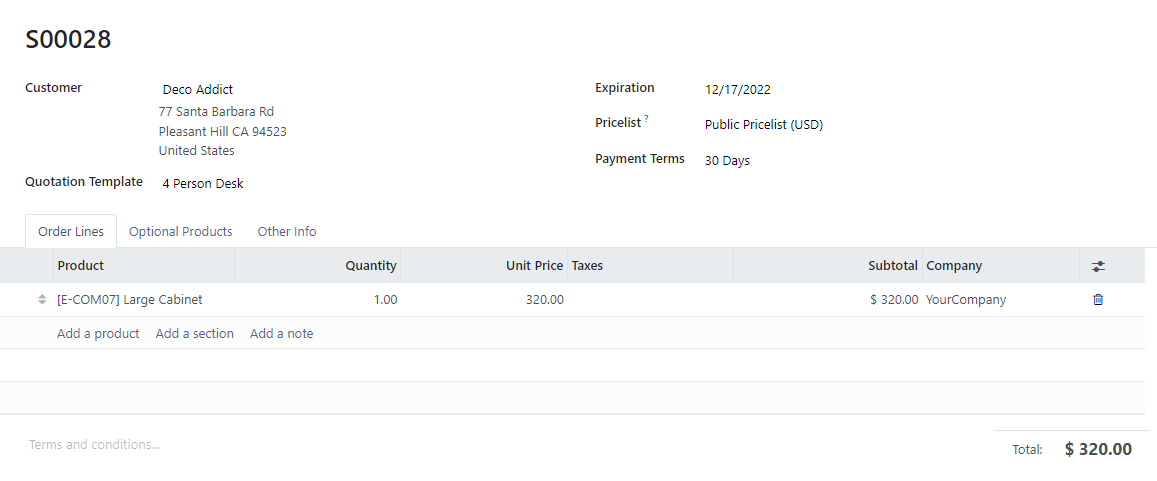 S00028
Customer Deco Addict
77 Santa Barbara Rd
Pleasant Hill CA 94523
United States
Quotation Template 4 Person Desk
Expiration 12/17/2022
Pricelist ? Public Pricelist (USD)
Payment Terms 30 Days
Order Lines Optional Products Other Info
Product Quantity Unit Price Taxes Subtotal Company
[E-COM07] Large Cabinet 1.00 320.00 $ 320.00 YourCompany
Add a product Add a section Add a note
Terms and conditions...
Total: $ 320.00